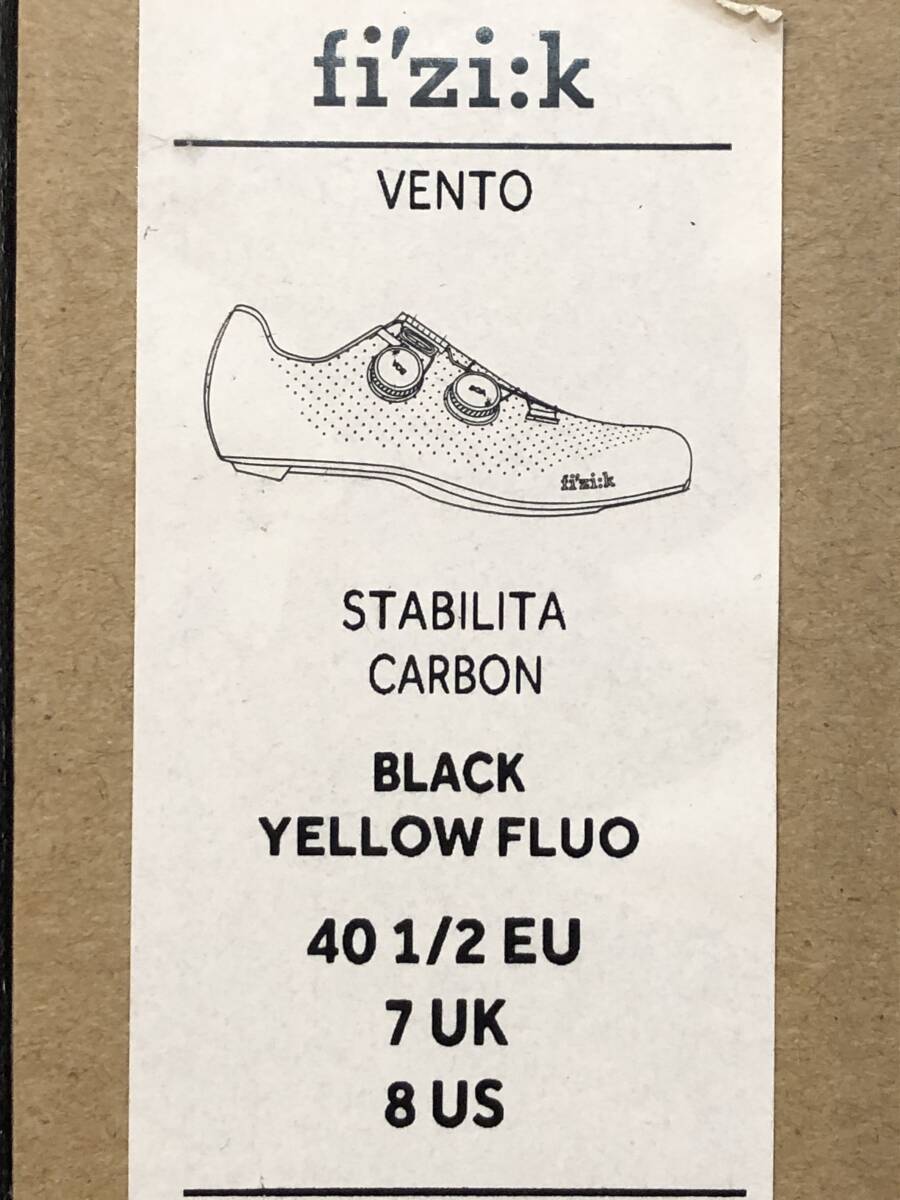 fi'zi:k
VENTO
fi'zi:k
STABILITA
CARBON
BLACK
YELLOW FLUO
40 1/2 EU
7 UK
8 US